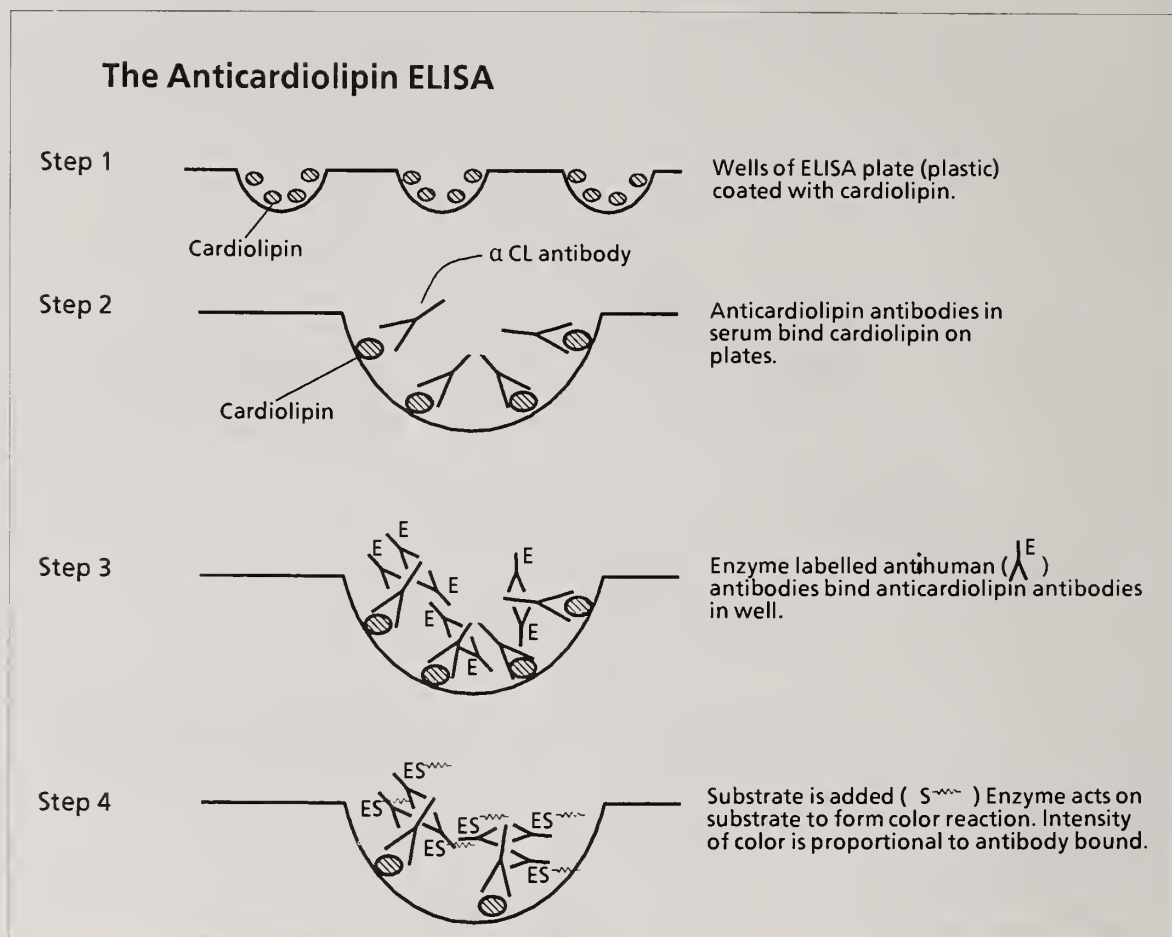 The Anticardiolipin ELISA
Step 1
Wells of ELISA plate (plastic)
coated with cardiolipin.
Cardiolipin
α CL antibody
Step 2
Anticardiolipin antibodies in
serum bind cardiolipin on
plates.
Cardiolipin
Step 3
E
E
E
E
E
E
E
Enzyme labelled antihuman ( E )
antibodies bind anticardiolipin antibodies
in well.
Step 4
ES
ES
ES
ES
ES
ES
Substrate is added ( S ) Enzyme acts on
substrate to form color reaction. Intensity
of color is proportional to antibody bound.